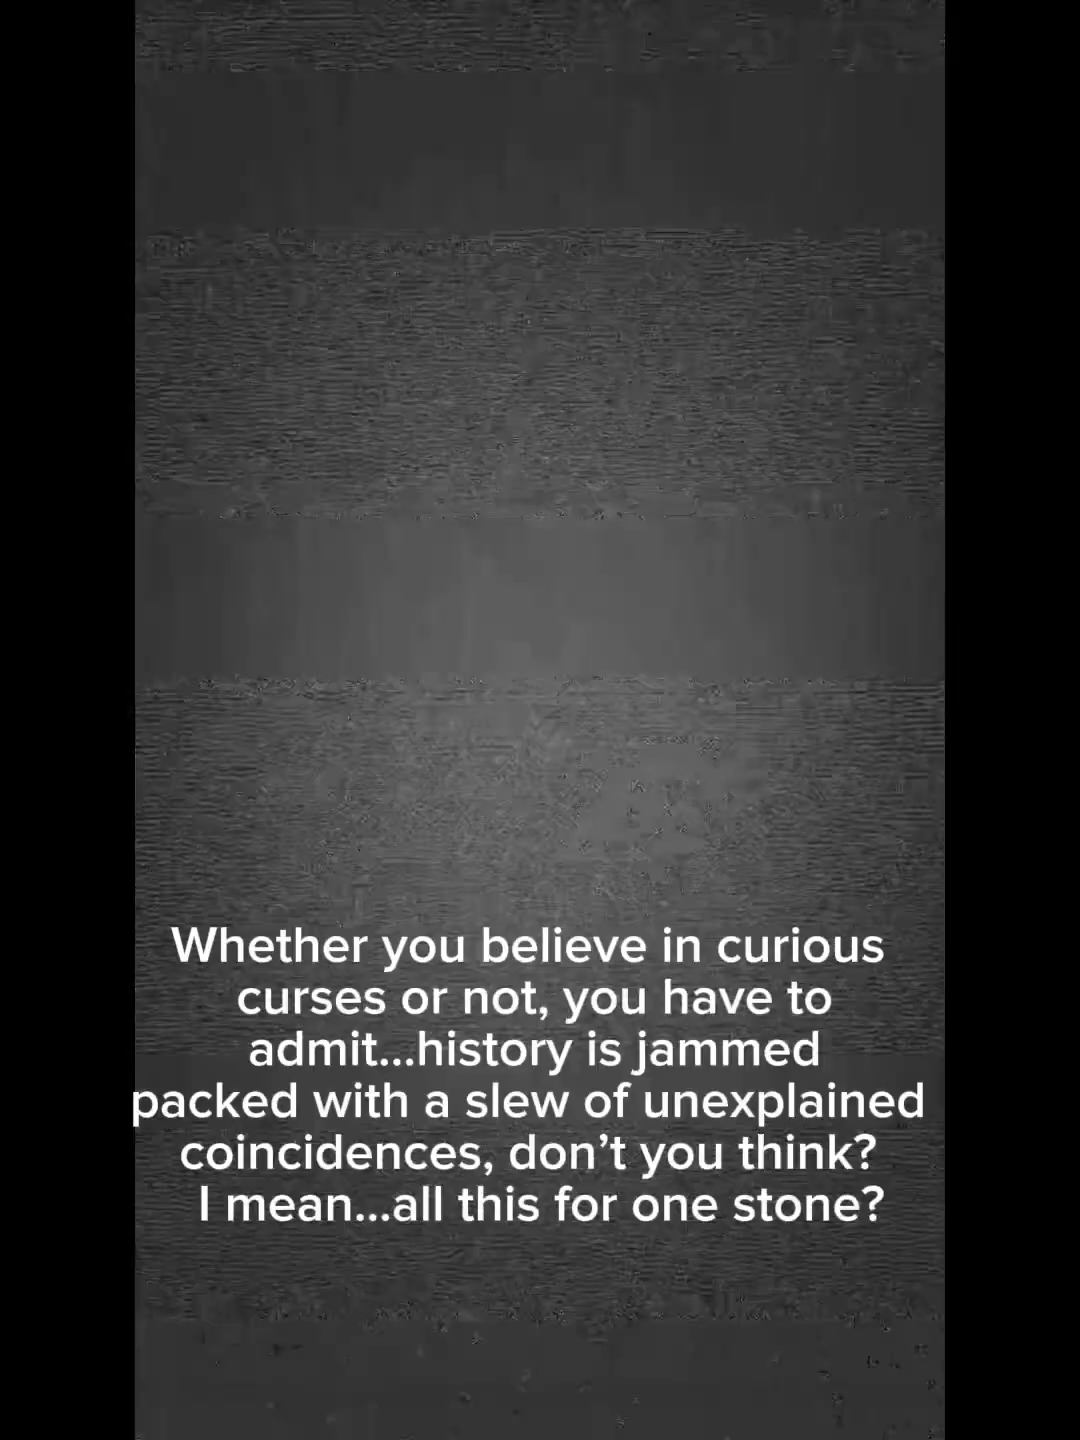 Whether you believe in curious
curses or not, you have to
admit...history is jammed
packed with a slew of unexplained
coincidences, don’t you think?
I mean...all this for one stone?